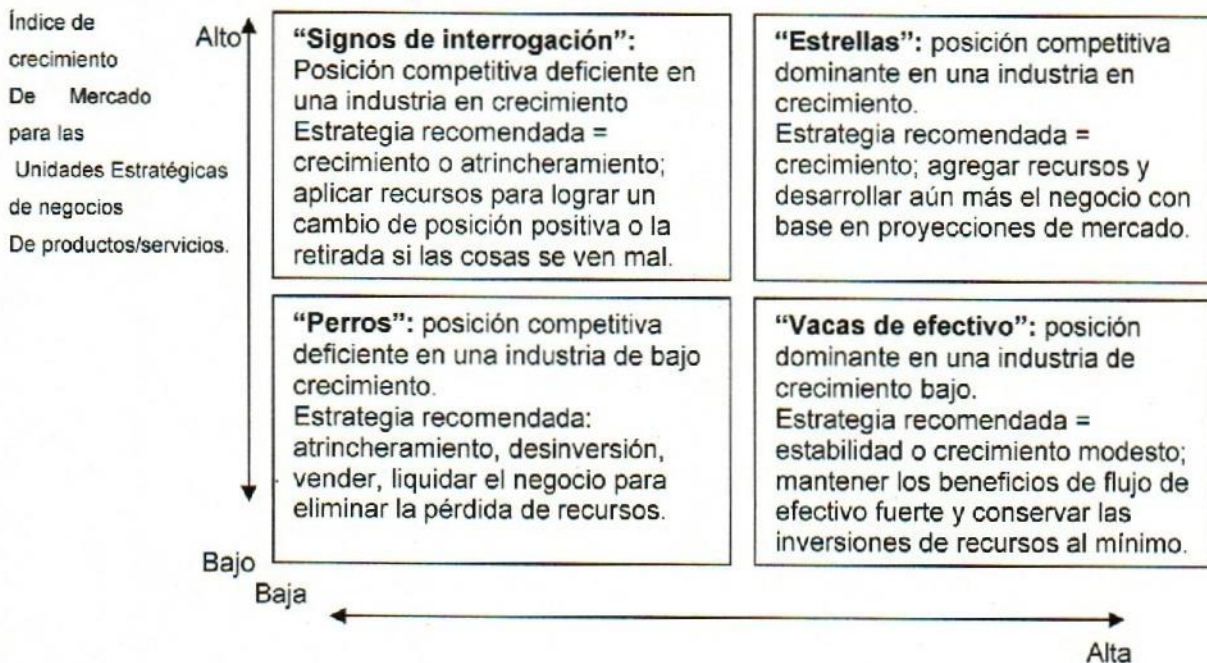 Índice de
crecimiento
De Mercado
para las
Unidades Estratégicas
de negocios
De productos/servicios.
Alto
“Signos de interrogación”:
Posición competitiva deficiente en
una industria en crecimiento
Estrategia recomendada =
crecimiento o atrincheramiento;
aplicar recursos para lograr un
cambio de posición positiva o la
retirada si las cosas se ven mal.
“Estrellas”: posición competitiva
dominante en una industria en
crecimiento.
Estrategia recomendada =
crecimiento; agregar recursos y
desarrollar aún más el negocio con
base en proyecciones de mercado.
“Perros”: posición competitiva
deficiente en una industria de bajo
crecimiento.
Estrategia recomendada:
atrincheramiento, desinversión,
vender, liquidar el negocio para
eliminar la pérdida de recursos.
“Vacas de efectivo”: posición
dominante en una industria de
crecimiento bajo.
Estrategia recomendada =
estabilidad o crecimiento modesto;
mantener los beneficios de flujo de
efectivo fuerte y conservar las
inversiones de recursos al mínimo.
Bajo
Baja
Alta